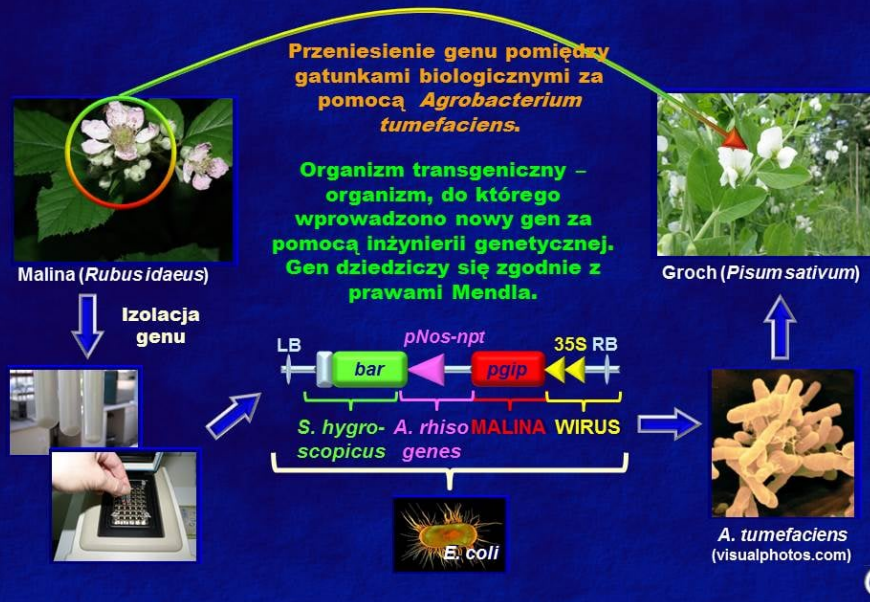 Przeniesienie genu pomiędzy
gatunkami biologicznymi za
pomocą Agrobacterium
tumefaciens.
Organizm transgeniczny –
organizm, do którego
wprowadzono nowy gen za
pomocą inżynierii genetycznej.
Gen dziedziczy się zgodnie z
prawami Mendla.
Malina (Rubus idaeus)
Groch (Pisum sativum)
Izolacja
genu
LB
pNos-npt
35S RB
bar
pgip
S. hygro-
scopicus
A. rhiso
genes
MALINA
WIRUS
E. coli
A. tumefaciens
(visualphotos.com)